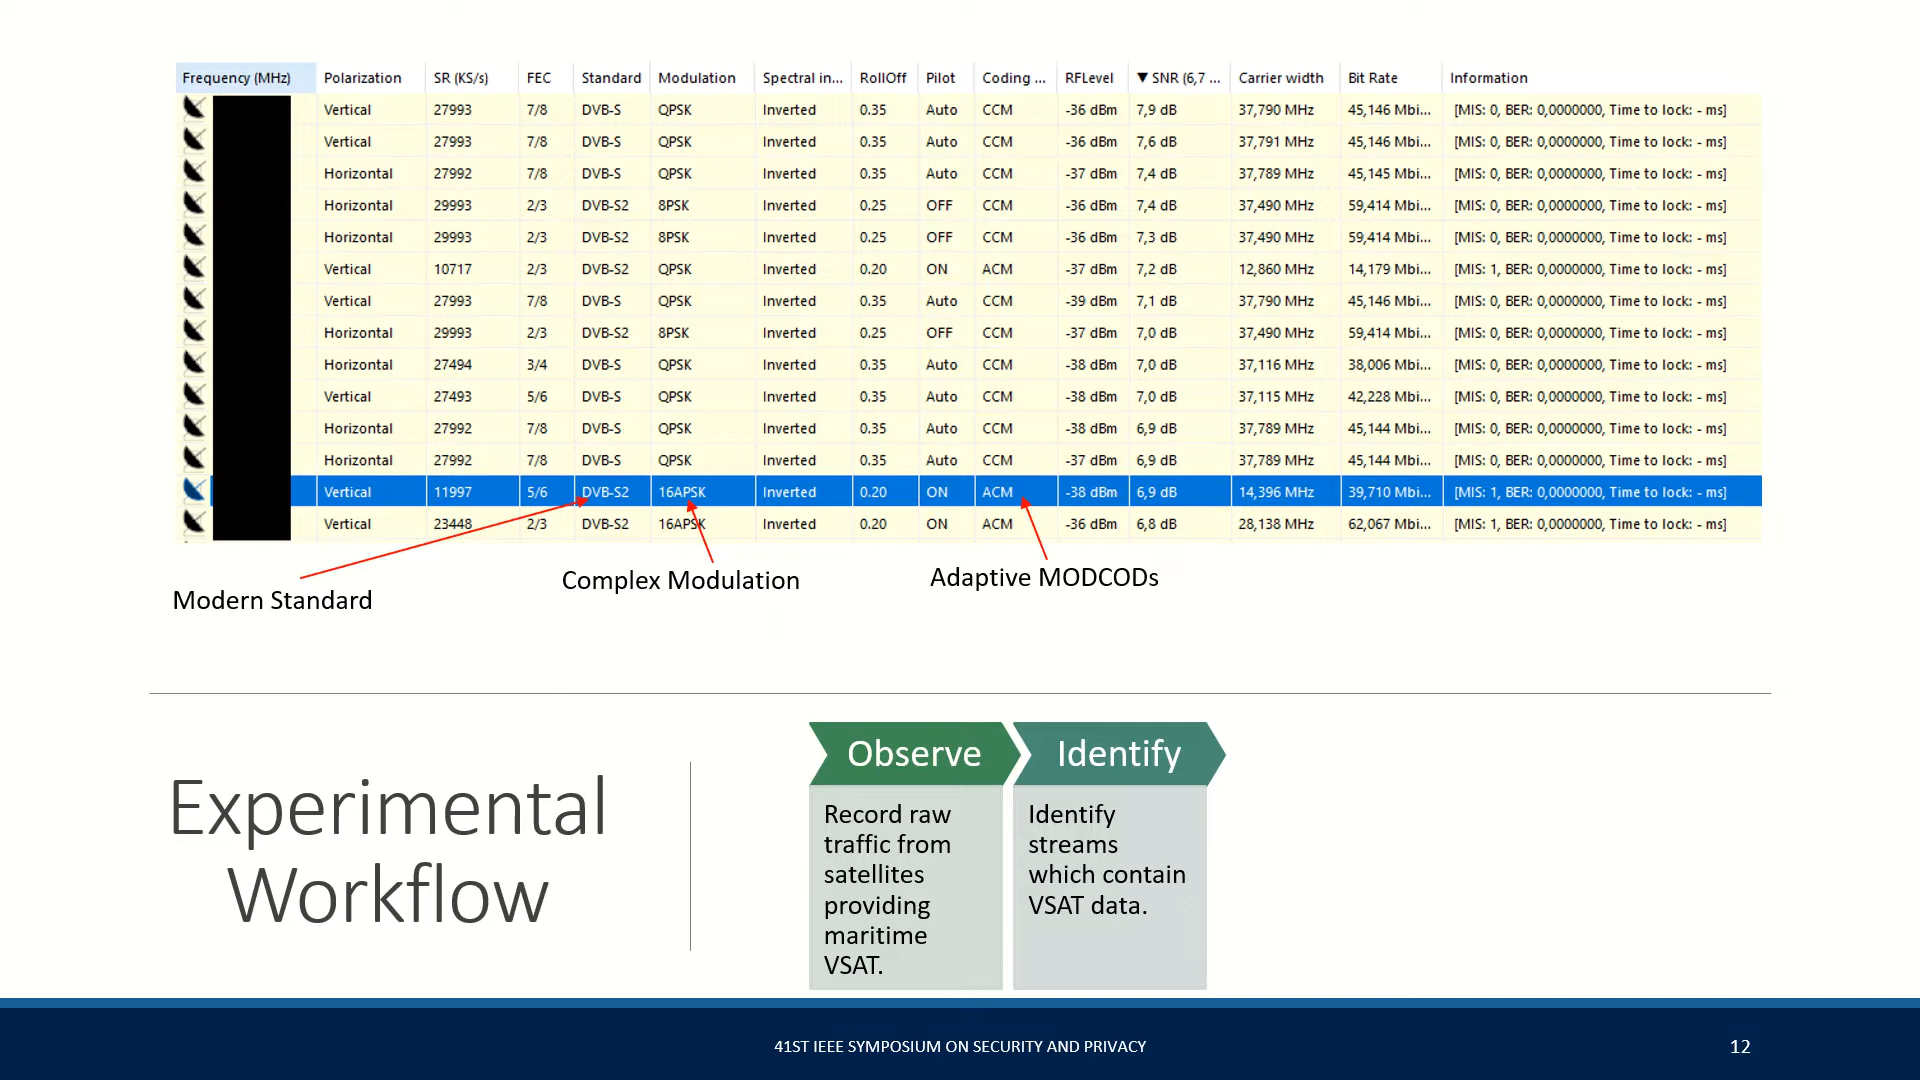 Frequency (MHz) Polarization SR (KS/s) FEC Standard Modulation Spectral in... RollOff Pilot Coding ... RFLevel ▼ SNR (6,7 ... Carrier width Bit Rate Information
Vertical 27993 7/8 DVB-S QPSK Inverted 0.35 Auto CCM -36 dBm 7,9 dB 37,790 MHz 45,146 Mbi... [MIS: 0, BER: 0,0000000, Time to lock: - ms]
Vertical 27993 7/8 DVB-S QPSK Inverted 0.35 Auto CCM -36 dBm 7,6 dB 37,791 MHz 45,146 Mbi... [MIS: 0, BER: 0,0000000, Time to lock: - ms]
Horizontal 27992 7/8 DVB-S QPSK Inverted 0.35 Auto CCM -37 dBm 7,4 dB 37,789 MHz 45,145 Mbi... [MIS: 0, BER: 0,0000000, Time to lock: - ms]
Horizontal 29993 2/3 DVB-S2 8PSK Inverted 0.25 OFF CCM -36 dBm 7,4 dB 37,490 MHz 59,414 Mbi... [MIS: 0, BER: 0,0000000, Time to lock: - ms]
Horizontal 29993 2/3 DVB-S2 8PSK Inverted 0.25 OFF CCM -36 dBm 7,3 dB 37,490 MHz 59,414 Mbi... [MIS: 0, BER: 0,0000000, Time to lock: - ms]
Vertical 10717 2/3 DVB-S2 QPSK Inverted 0.20 ON ACM -37 dBm 7,2 dB 12,860 MHz 14,179 Mbi... [MIS: 1, BER: 0,0000000, Time to lock: - ms]
Vertical 27993 7/8 DVB-S QPSK Inverted 0.35 Auto CCM -39 dBm 7,1 dB 37,790 MHz 45,146 Mbi... [MIS: 0, BER: 0,0000000, Time to lock: - ms]
Horizontal 29993 2/3 DVB-S2 8PSK Inverted 0.25 OFF CCM -37 dBm 7,0 dB 37,490 MHz 59,414 Mbi... [MIS: 0, BER: 0,0000000, Time to lock: - ms]
Horizontal 27494 3/4 DVB-S QPSK Inverted 0.35 Auto CCM -38 dBm 7,0 dB 37,116 MHz 38,006 Mbi... [MIS: 0, BER: 0,0000000, Time to lock: - ms]
Vertical 27493 5/6 DVB-S QPSK Inverted 0.35 Auto CCM -38 dBm 7,0 dB 37,115 MHz 42,228 Mbi... [MIS: 0, BER: 0,0000000, Time to lock: - ms]
Horizontal 27992 7/8 DVB-S QPSK Inverted 0.35 Auto CCM -38 dBm 6,9 dB 37,789 MHz 45,144 Mbi... [MIS: 0, BER: 0,0000000, Time to lock: - ms]
Horizontal 27992 7/8 DVB-S QPSK Inverted 0.35 Auto CCM -37 dBm 6,9 dB 37,789 MHz 45,144 Mbi... [MIS: 0, BER: 0,0000000, Time to lock: - ms]
Vertical 11997 5/6 DVB-S2 16APSK Inverted 0.20 ON ACM -38 dBm 6,9 dB 14,396 MHz 39,710 Mbi... [MIS: 1, BER: 0,0000000, Time to lock: - ms]
Vertical 23448 2/3 DVB-S2 16APSK Inverted 0.20 ON ACM -36 dBm 6,8 dB 28,138 MHz 62,067 Mbi... [MIS: 1, BER: 0,0000000, Time to lock: - ms]
Modern Standard
Complex Modulation
Adaptive MODCODs
Experimental
Workflow
Observe
Record raw
traffic from
satellites
providing
maritime
VSAT.
Identify
Identify
streams
which contain
VSAT data.
41ST IEEE SYMPOSIUM ON SECURITY AND PRIVACY
12